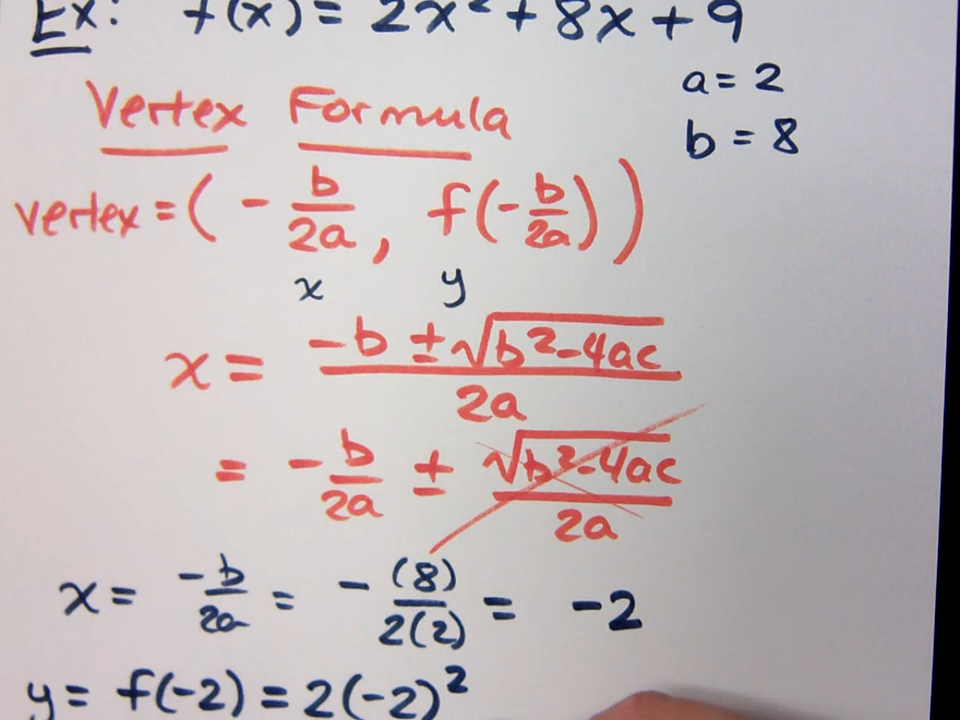 Ex: f(x) = 2x² + 8x + 9
a = 2
b = 8
Vertex Formula
vertex = ( - b/2a , f(- b/2a) )
x y
x = (-b ± √(b²-4ac))/2a
= - b/2a ± √(b²-4ac)/2a
x = -b/2a = - (8)/2(2) = -2
y = f(-2) = 2(-2)²